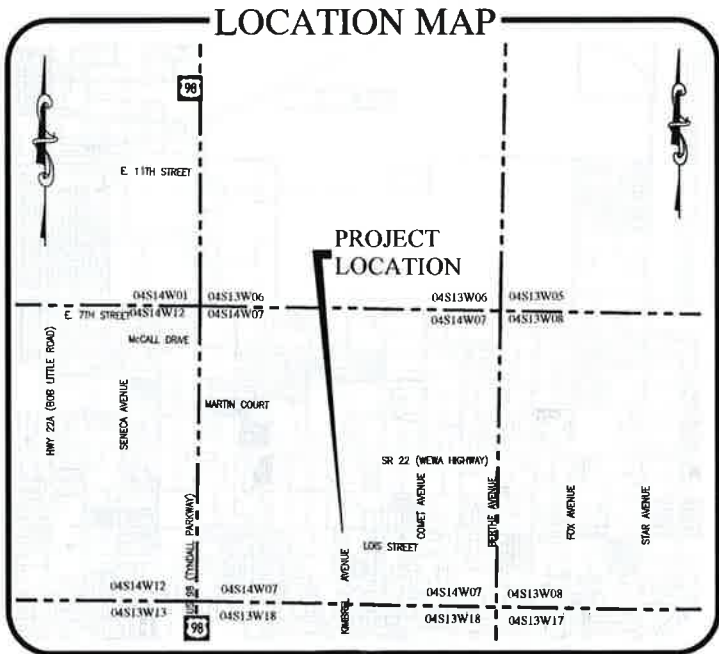 LOCATION MAP
98
E. 11TH STREET
PROJECT
LOCATION
04S14W01
04S13W06
04S13W06
04S13W05
E. 7TH STREET
04S14W12
04S14W07
04S14W07
04S13W08
McCALL DRIVE
HWY 22A (BOB LITTLE ROAD)
SENECA AVENUE
MARTIN COURT
SR 22 (WEWA HIGHWAY)
COMET AVENUE
BERTHE AVENUE
FOX AVENUE
STAR AVENUE
US 98 (TYNDALL PARKWAY)
LOIS STREET
KIMBREL AVENUE
04S14W12
04S14W07
04S14W07
04S13W08
04S13W13
04S13W18
04S13W18
04S13W17
98